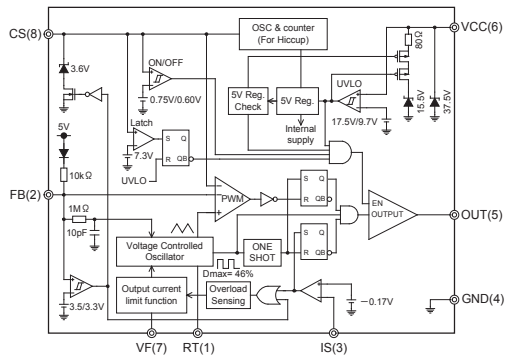 OSC & counter
(For Hiccup)
CS(8)
VCC(6)
80Ω
3.6V
ON/OFF
0.75V/0.60V
5V Reg.
Check
5V Reg.
UVLO
15.5V
37.5V
17.5V/9.7V
Internal
supply
Latch
7.3V
S Q
R QB
UVLO
5V
10kΩ
FB(2)
1MΩ
10pF
PWM
S Q
R QB
EN
OUTPUT
OUT(5)
Voltage Controlled
Oscillator
ONE
SHOT
S Q
R QB
Dmax= 46%
Output current
limit function
Overload
Sensing
3.5/3.3V
−0.17V
GND(4)
VF(7)
RT(1)
IS(3)